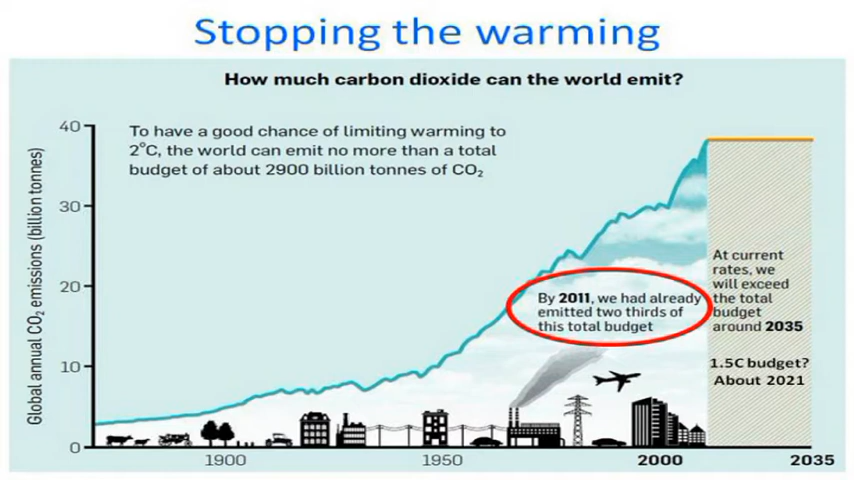 Stopping the warming
How much carbon dioxide can the world emit?
To have a good chance of limiting warming to
2°C, the world can emit no more than a total
budget of about 2900 billion tonnes of CO₂
Global annual CO₂ emissions (billion tonnes)
40
30
20
10
0
By 2011, we had already
emitted two thirds of
this total budget
At current
rates, we
will exceed
the total
budget
around 2035
1.5C budget?
About 2021
1900
1950
2000
2035